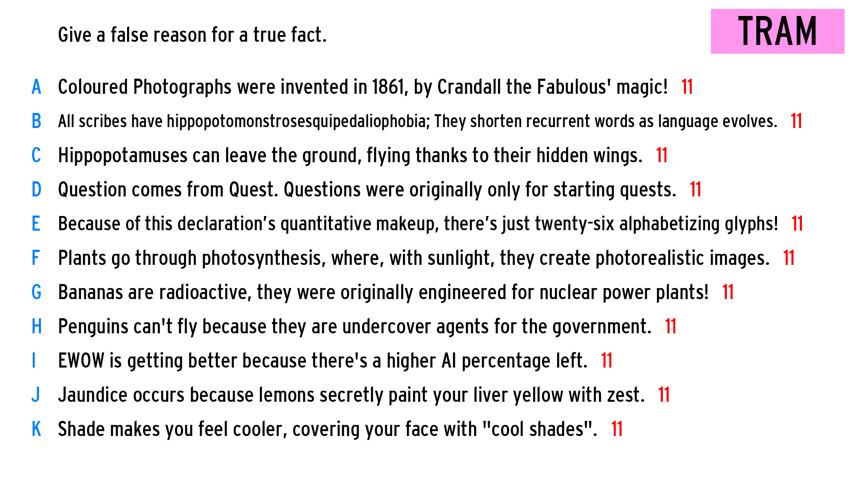 Give a false reason for a true fact.
TRAM
A Coloured Photographs were invented in 1861, by Crandall the Fabulous' magic! 11
B All scribes have hippopotomonstrosesquipedaliophobia; They shorten recurrent words as language evolves. 11
C Hippopotamuses can leave the ground, flying thanks to their hidden wings. 11
D Question comes from Quest. Questions were originally only for starting quests. 11
E Because of this declaration's quantitative makeup, there's just twenty-six alphabetizing glyphs! 11
F Plants go through photosynthesis, where, with sunlight, they create photorealistic images. 11
G Bananas are radioactive, they were originally engineered for nuclear power plants! 11
H Penguins can't fly because they are undercover agents for the government. 11
I EWOW is getting better because there's a higher AI percentage left. 11
J Jaundice occurs because lemons secretly paint your liver yellow with zest. 11
K Shade makes you feel cooler, covering your face with "cool shades". 11